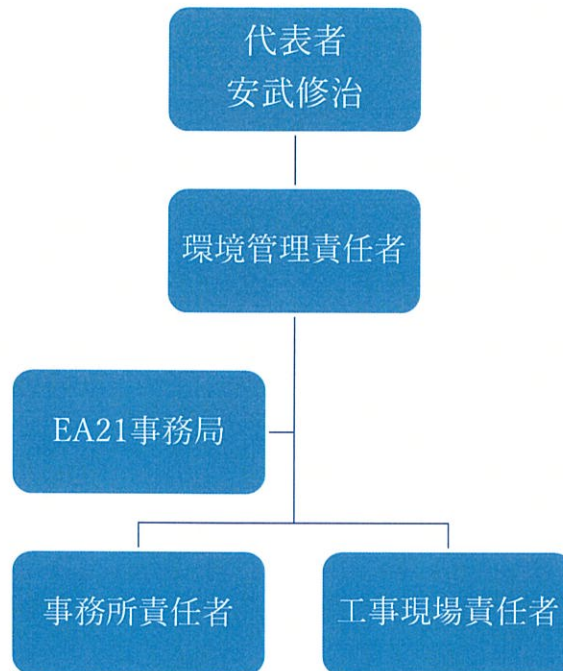 代表者
安武修治
環境管理責任者
EA21事務局
事務所責任者
工事現場責任者